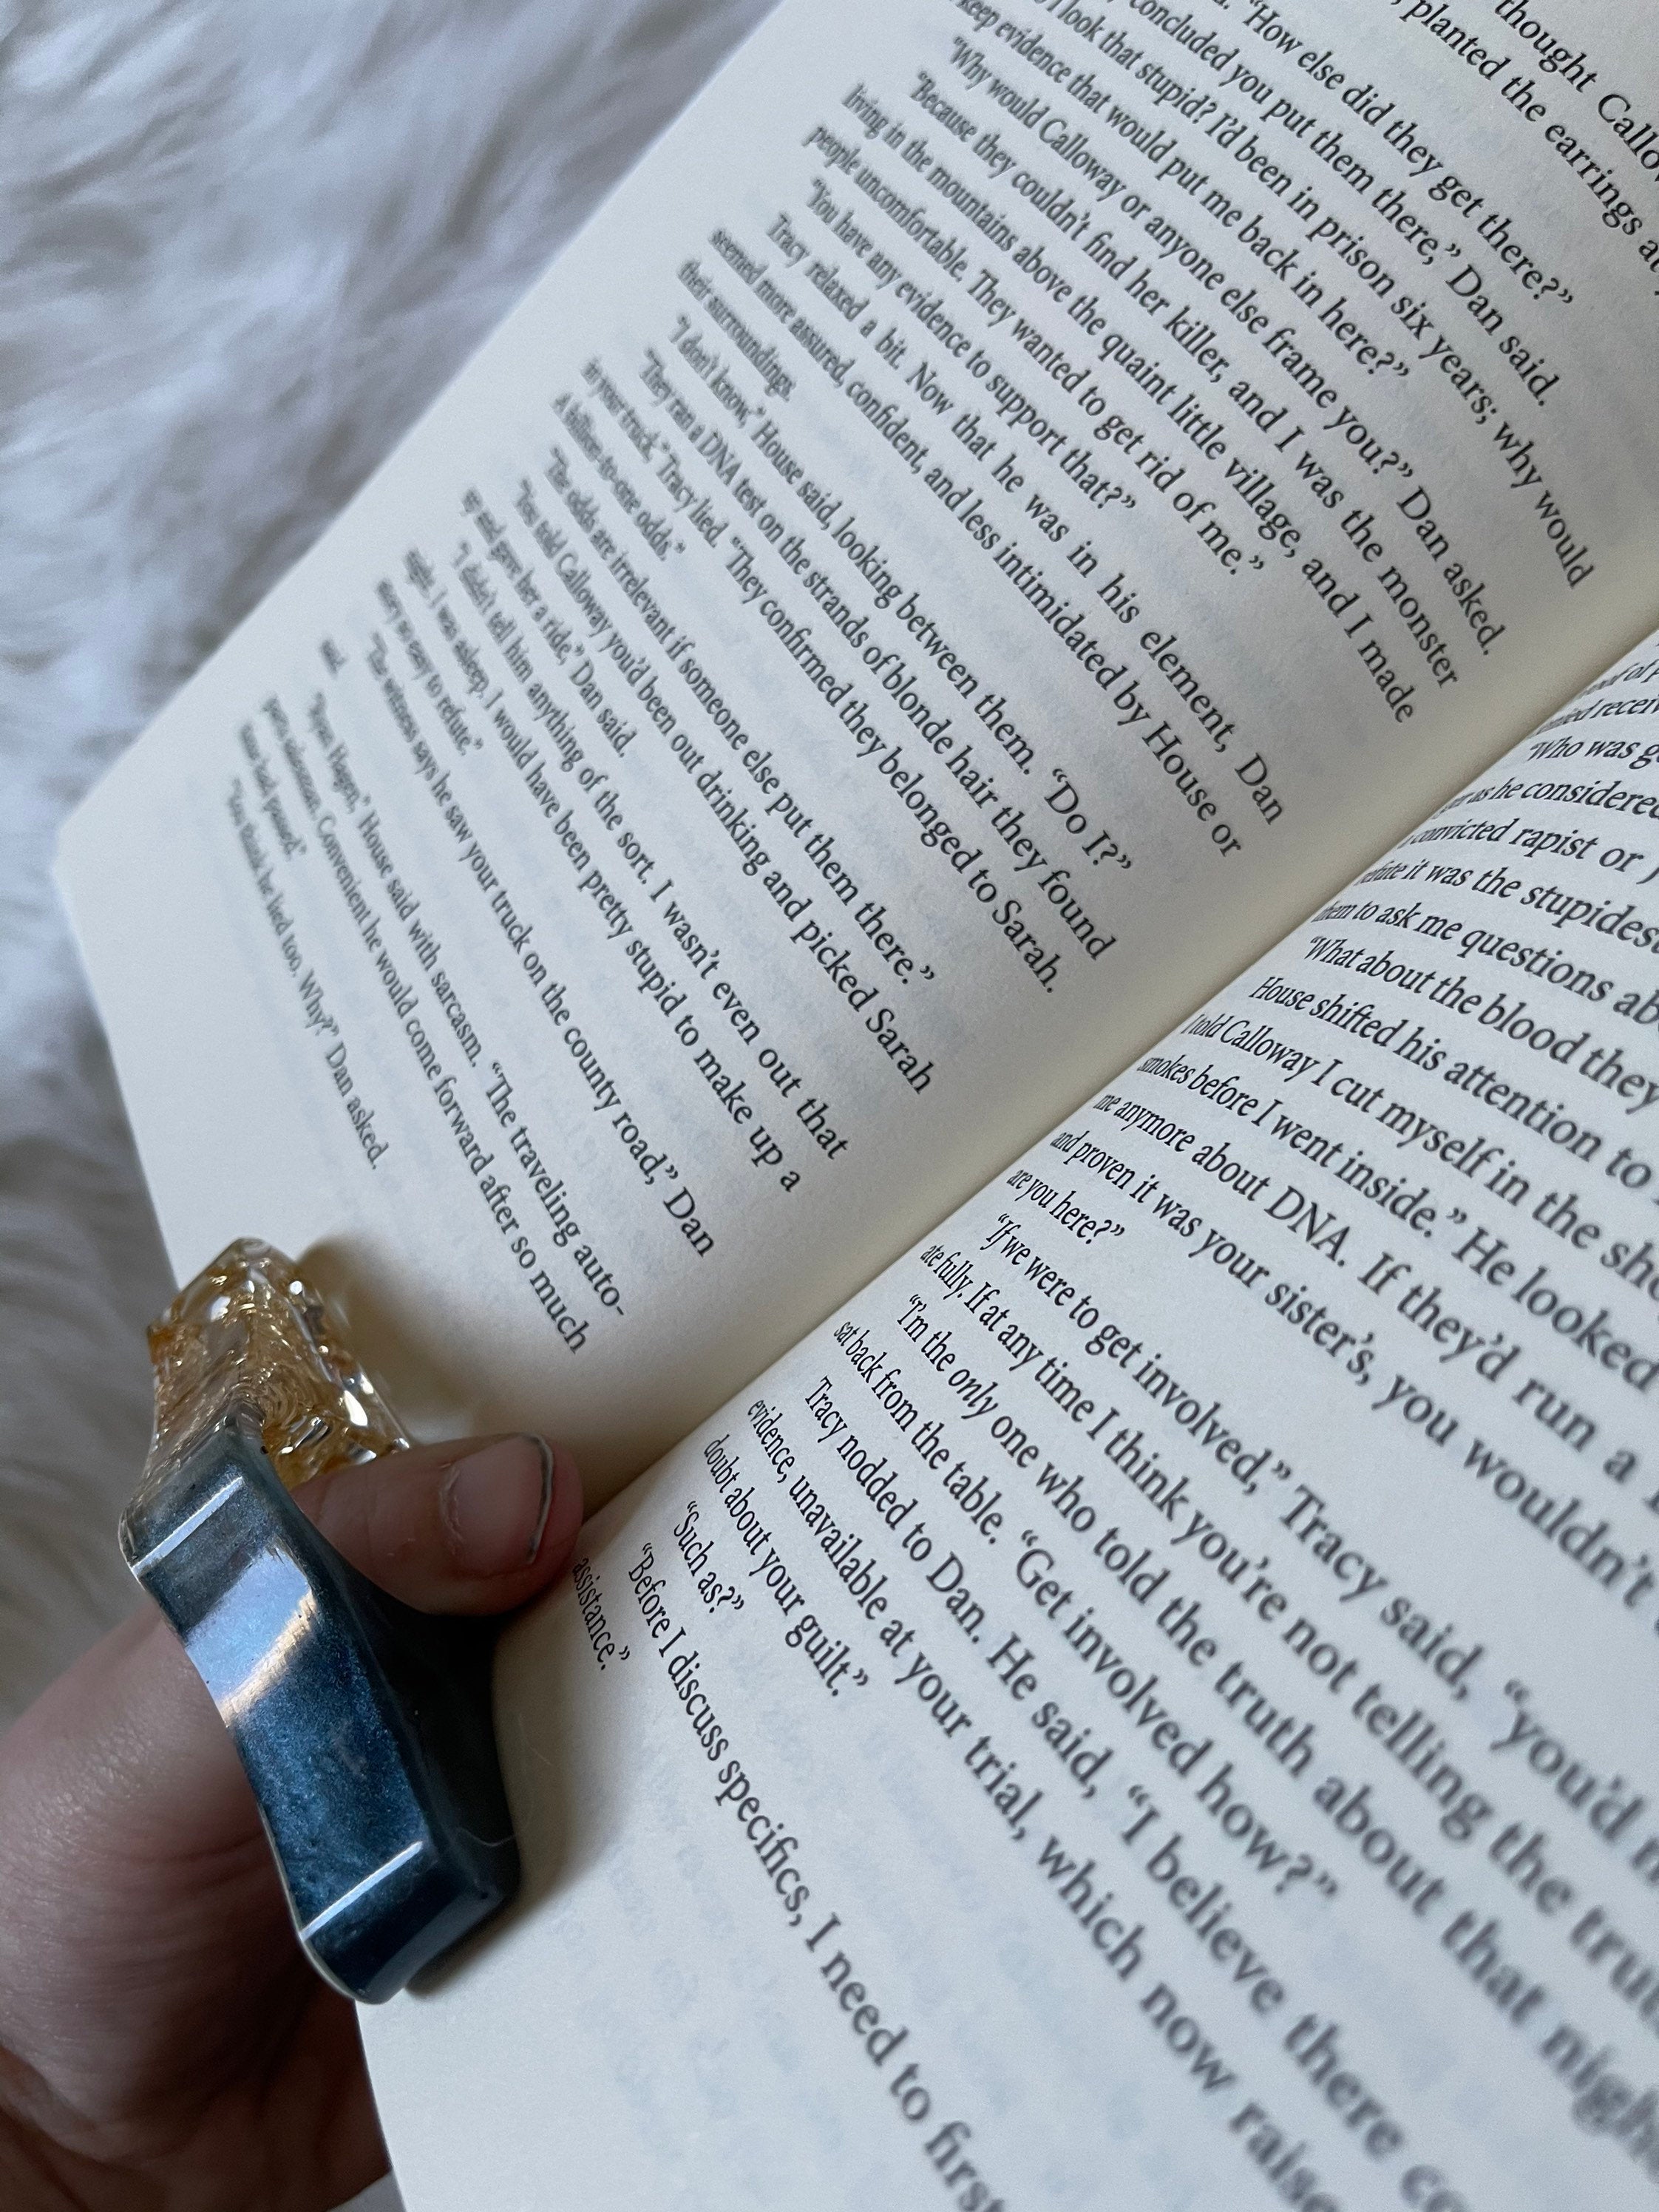 thought Callow
, planted the earrings at
"How else did they get there?"
concluded you put them there," Dan said.
I look that stupid? I'd been in prison six years; why would
keep evidence that would put me back in here?"
"Why would Calloway or anyone else frame you?" Dan asked.
"Because they couldn't find her killer, and I was the monster
living in the mountains above the quaint little village, and I made
people uncomfortable. They wanted to get rid of me."
"You have any evidence to support that?"
Tracy relaxed a bit. Now that he was in his element, Dan
seemed more assured, confident, and less intimidated by House or
their surroundings.
"I don't know," House said, looking between them. "Do I?"
"They ran a DNA test on the strands of blonde hair they found
in your truck," Tracy lied. "They confirmed they belonged to Sarah.
A billion-to-one odds."
"The odds are irrelevant if someone else put them there."
"You told Calloway you'd been out drinking and picked Sarah
up and gave her a ride," Dan said.
"I didn't tell him anything of the sort. I wasn't even out that
night. I was asleep. I would have been pretty stupid to make up a
story so easy to refute."
"The witness says he saw your truck on the county road," Dan
said.
"Ryan Hagen," House said with sarcasm. "The traveling auto-
parts salesman. Convenient he would come forward after so much
time had passed."
"You think he lied too. Why?" Dan asked.
"Who was g
as he considered
convicted rapist or
refute it was the stupidest
them to ask me questions abo
"What about the blood they
House shifted his attention to
I told Calloway I cut myself in the sho
smokes before I went inside." He looked
me anymore about DNA. If they'd run a
and proven it was your sister's, you wouldn't
are you here?"
"If we were to get involved," Tracy said, "you'd n
ate fully. If at any time I think you're not telling the trut
"I'm the only one who told the truth about that nigh
sat back from the table. "Get involved how?"
Tracy nodded to Dan. He said, "I believe there co
evidence, unavailable at your trial, which now raise
doubt about your guilt."
"Such as?"
"Before I discuss specifics, I need to first
assistance."